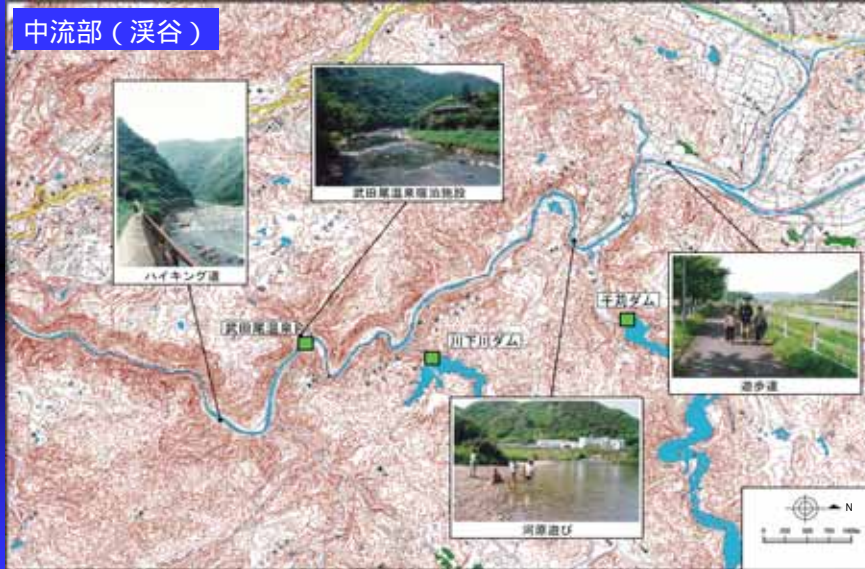 中流部（渓谷）
武田尾温泉宿泊施設
ハイキング道
武田尾温泉
川下川ダム
千苅ダム
遊歩道
河原遊び
N